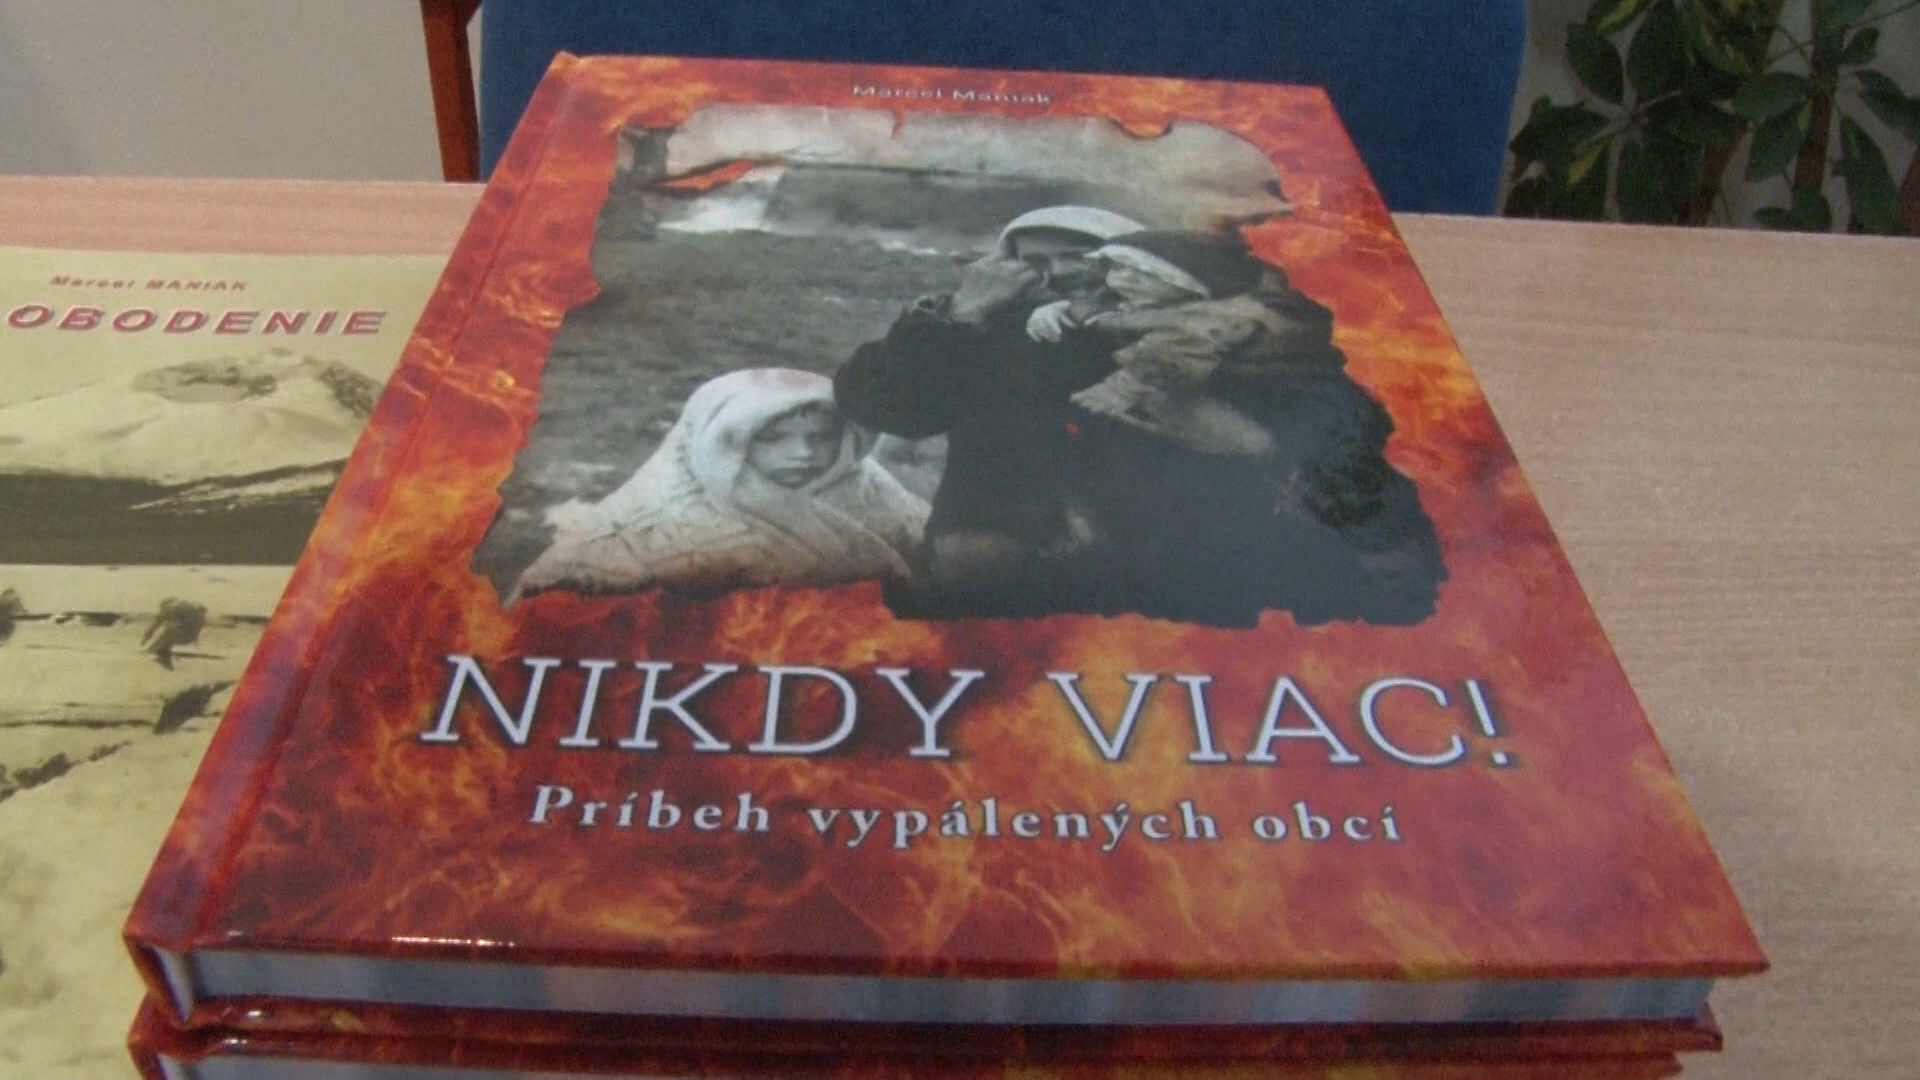 Marcel Maniak
NIKDY VIAC!
Príbeh vypálených obcí
Marcel MANIAK
OBODENIE